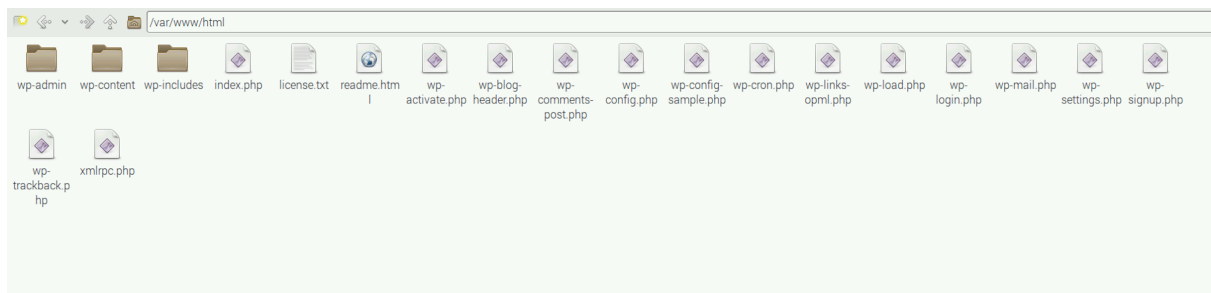 /var/www/html
wp-admin wp-content wp-includes index.php license.txt readme.htm wp- wp-blog- wp- wp- wp-config- wp-cron.php wp-links- wp-load.php wp- wp-mail.php wp- wp-
l activate.php header.php comments- config.php sample.php opml.php login.php settings.php signup.php
post.php
wp- xmlrpc.php
trackback.p
hp